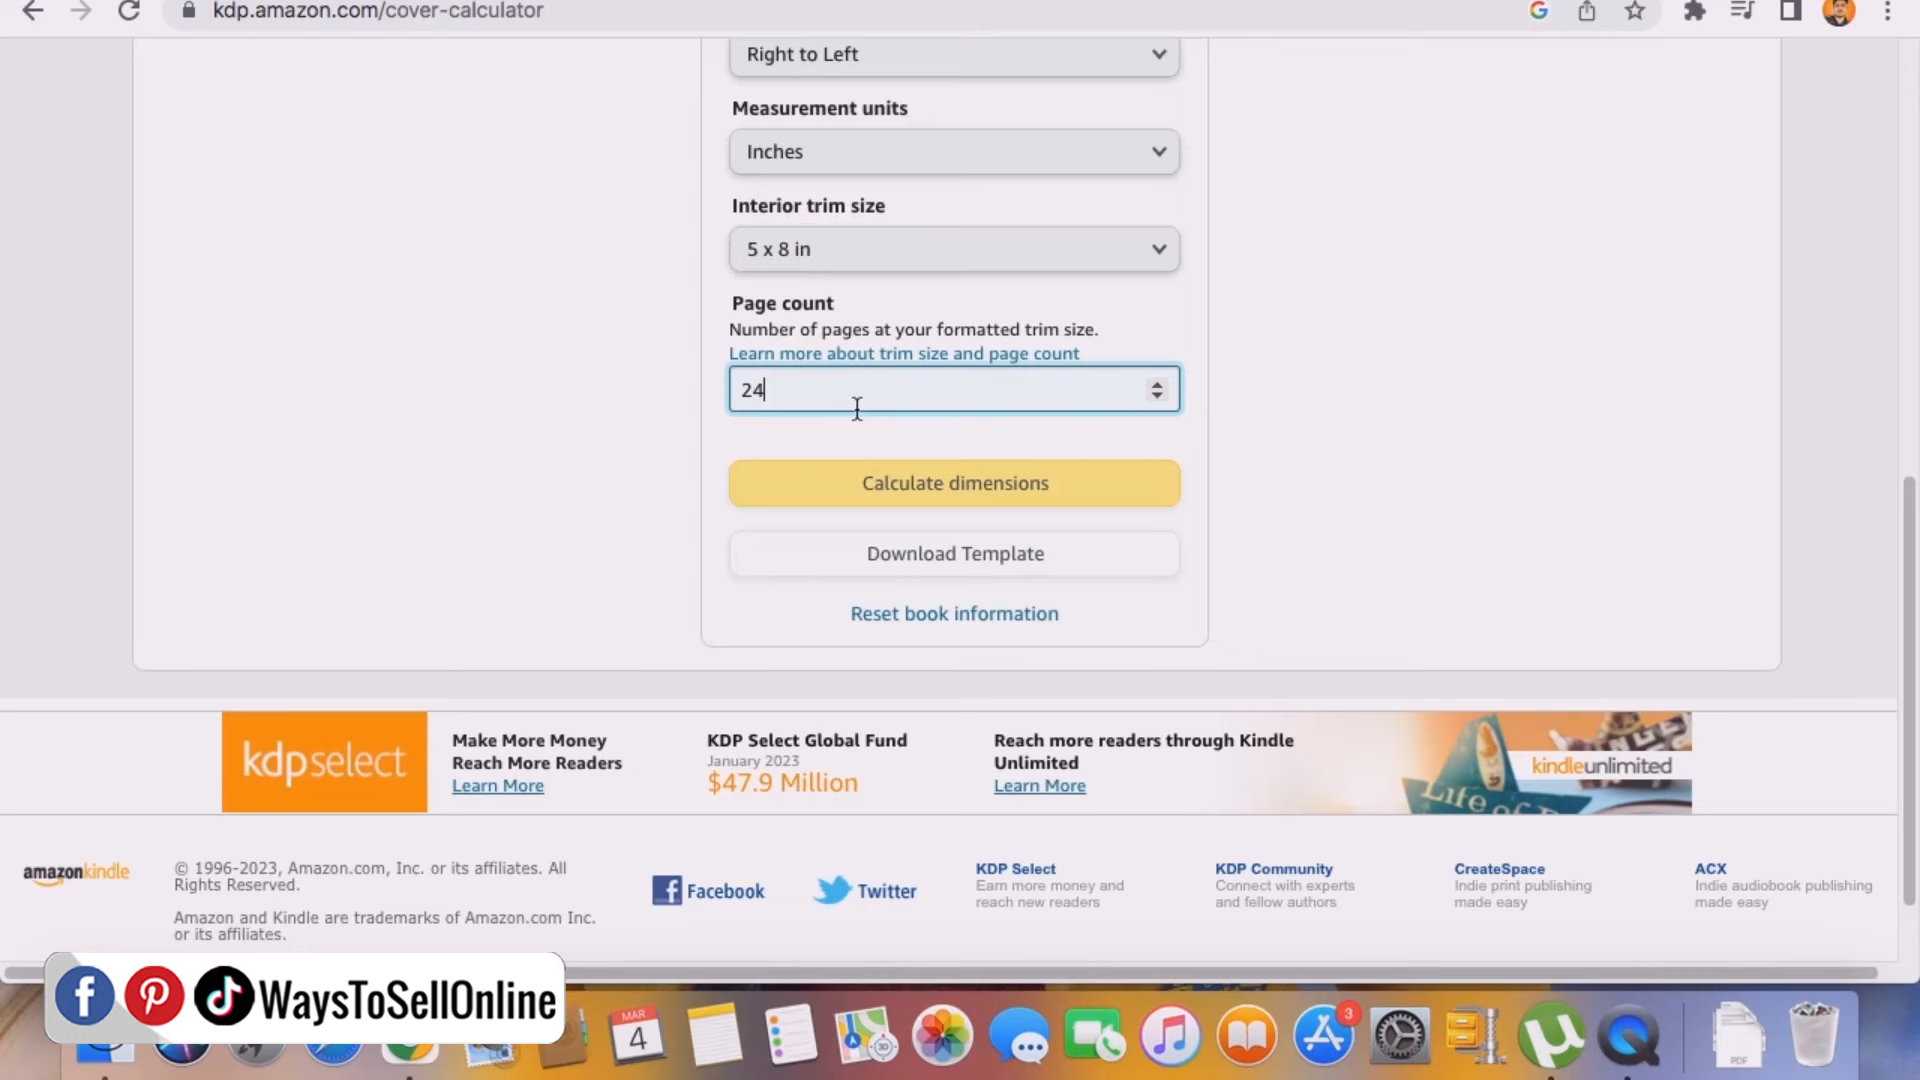 kdp.amazon.com/cover-calculator
Right to Left
Measurement units
Inches
Interior trim size
5 x 8 in
Page count
Number of pages at your formatted trim size.
Learn more about trim size and page count
24
Calculate dimensions
Download Template
Reset book information
kdpselect
Make More Money
Reach More Readers
Learn More
KDP Select Global Fund
January 2023
$47.9 Million
Reach more readers through Kindle
Unlimited
Learn More
kindleunlimited
Life of
amazonkindle
© 1996-2023, Amazon.com, Inc. or its affiliates. All
Rights Reserved.
Amazon and Kindle are trademarks of Amazon.com Inc.
or its affiliates.
Facebook
Twitter
KDP Select
Earn more money and
reach new readers
KDP Community
Connect with experts
and fellow authors
CreateSpace
Indie print publishing
made easy
ACX
Indie audiobook publishing
made easy
WaysToSellOnline
MAR
4
3D
3
PDF